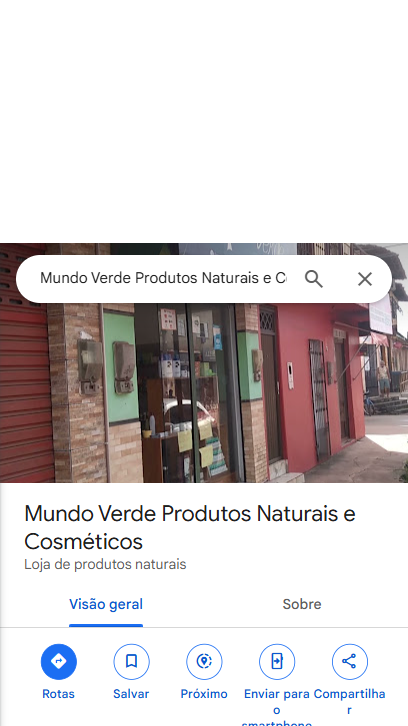 Mundo Verde Produtos Naturais e Co
Mundo Verde Produtos Naturais e
Cosméticos
Loja de produtos naturais
Visão geral
Sobre
Rotas
Salvar
Próximo
Enviar para o smartphone
Compartilhar